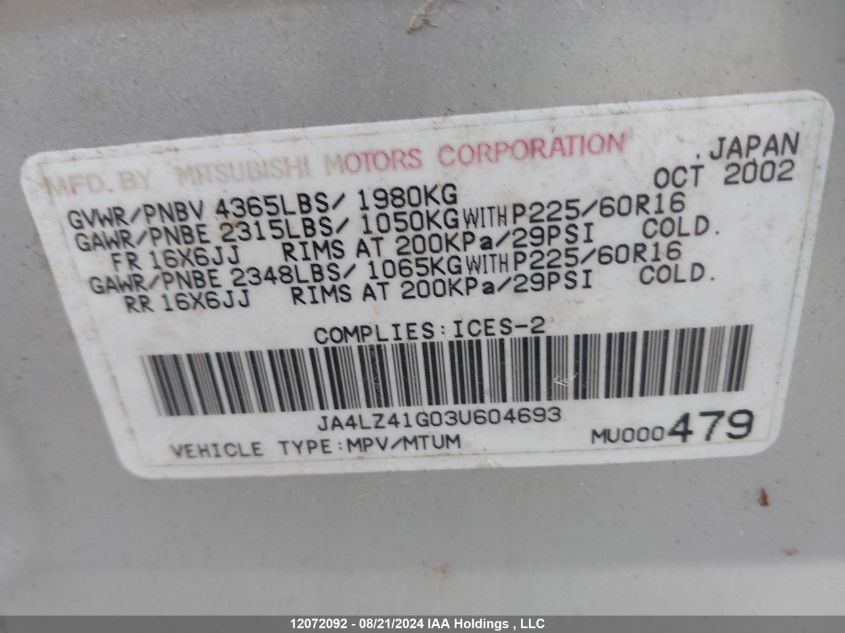 MFD. BY MITSUBISHI MOTORS CORPORATION JAPAN
OCT 2002
GVWR/PNBV 4365LBS/ 1980KG
GAWR/PNBE 2315LBS/ 1050KG WITH P225/60R16
FR 16X6JJ RIMS AT 200KPa/29PSI COLD.
GAWR/PNBE 2348LBS/ 1065KG WITH P225/60R16
RR 16X6JJ RIMS AT 200KPa/29PSI COLD.
COMPLIES:ICES-2
JA4LZ41G03U604693
VEHICLE TYPE:MPV/MTUM MU000479
12072092 - 08/21/2024 IAA Holdings , LLC